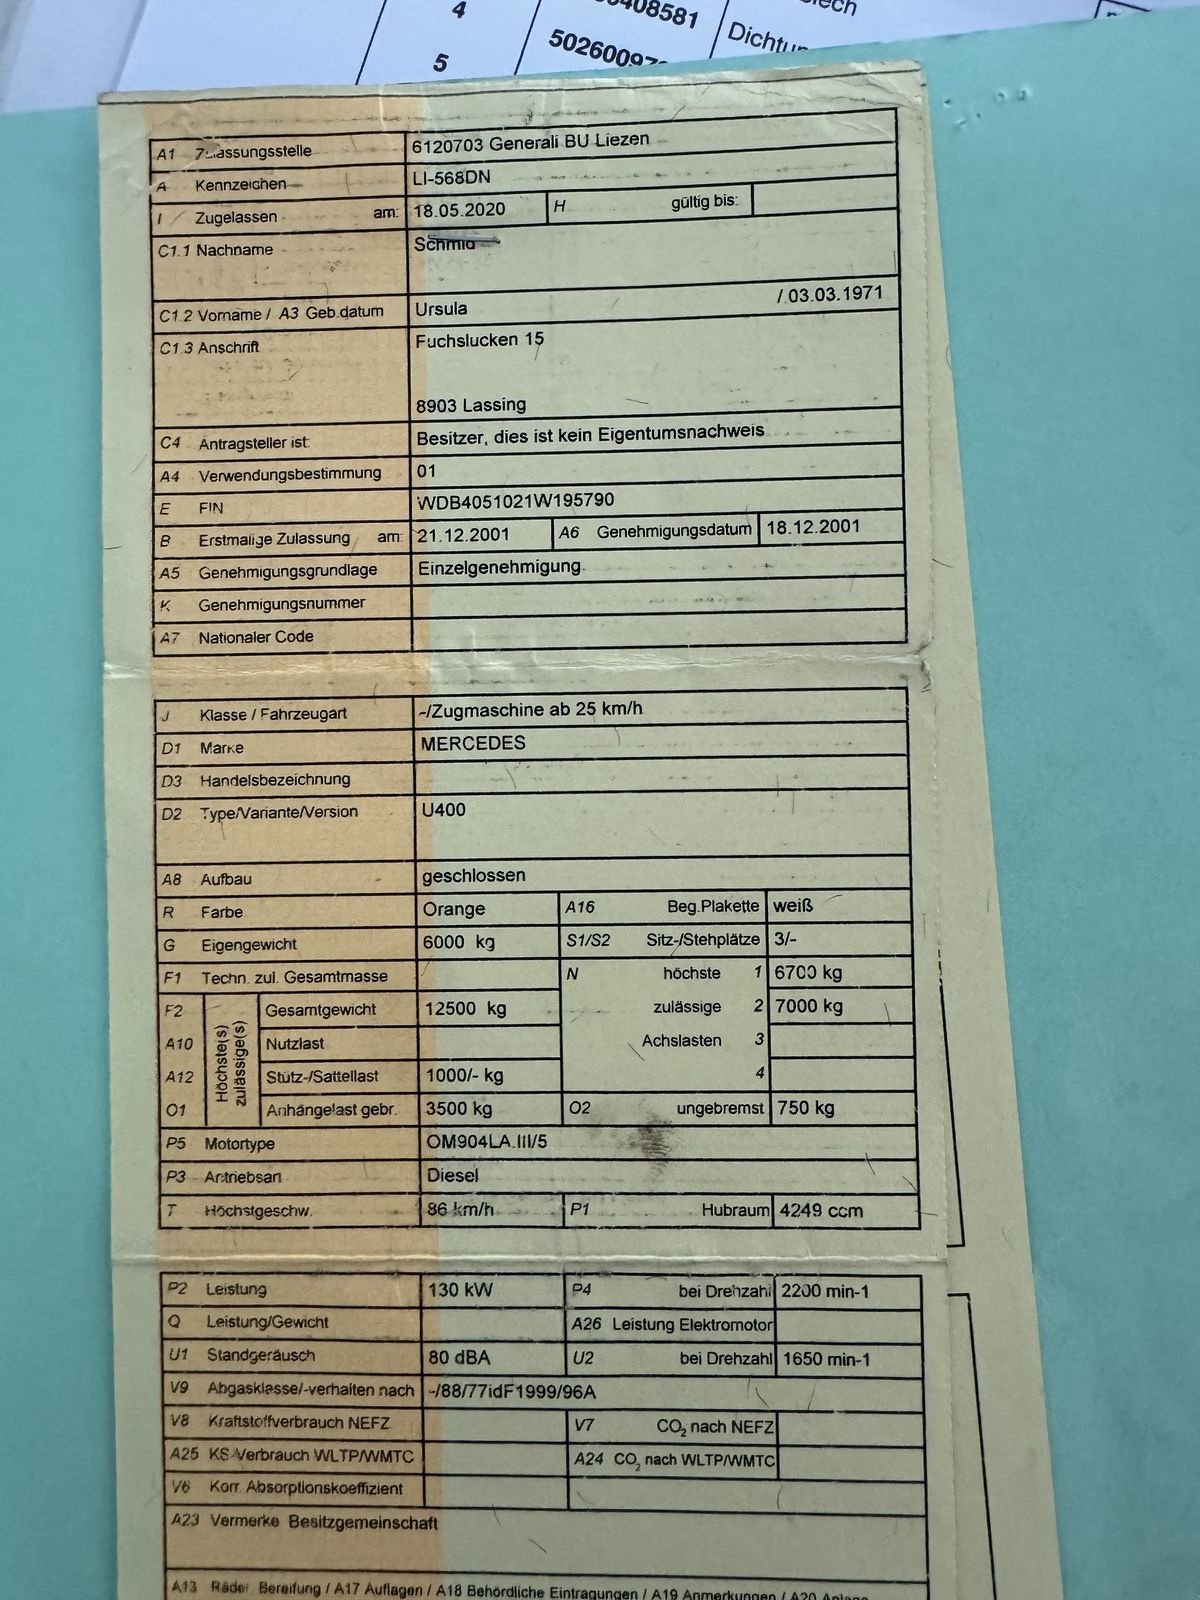 4
408581
5
Dichtu
A1 Zulassungsstelle 6120703 Generali BU Liezen
A Kennzeichen LI-568DN
I Zugelassen am: 18.05.2020 H gültig bis:
C1.1 Nachname Schmid
C1.2 Vorname / A3 Geb.datum Ursula / 03.03.1971
C1.3 Anschrift Fuchslucken 15
8903 Lassing
C4 Antragsteller ist: Besitzer, dies ist kein Eigentumsnachweis
A4 Verwendungsbestimmung 01
E FIN WDB4051021W195790
B Erstmalige Zulassung am: 21.12.2001 A6 Genehmigungsdatum 18.12.2001
A5 Genehmigungsgrundlage Einzelgenehmigung
K Genehmigungsnummer
A7 Nationaler Code
J Klasse / Fahrzeugart -/Zugmaschine ab 25 km/h
D1 Marke MERCEDES
D3 Handelsbezeichnung
D2 Type/Variante/Version U400
A8 Aufbau geschlossen
R Farbe Orange A16 Beg.Plakette weiß
G Eigengewicht 6000 kg S1/S2 Sitz-/Stehplätze 3/-
F1 Techn. zul. Gesamtmasse N höchste 1 6700 kg
F2 Höchste(s) zulässige(s) Gesamtgewicht 12500 kg zulässige 2 7000 kg
A10 Nutzlast Achslasten 3
A12 Stütz-/Sattellast 1000/- kg 4
O1 Anhängelast gebr. 3500 kg O2 ungebremst 750 kg
P5 Motortype OM904LA.III/5
P3 Antriebsart Diesel
T Höchstgeschw. 86 km/h P1 Hubraum 4249 ccm
P2 Leistung 130 kW P4 bei Drehzahl 2200 min-1
Q Leistung/Gewicht A26 Leistung Elektromotor
U1 Standgeräusch 80 dBA U2 bei Drehzahl 1650 min-1
V9 Abgasklasse/-verhalten nach -/88/77idF1999/96A
V8 Kraftstoffverbrauch NEFZ V7 CO2 nach NEFZ
A25 KS-Verbrauch WLTP/WMTC A24 CO2 nach WLTP/WMTC
V6 Korr. Absorptionskoeffizient
A23 Vermerke Besitzgemeinschaft
A13 Räder Bereifung / A17 Auflagen / A18 Behördliche Eintragungen / A19 Anmerkungen / A20 Anlage